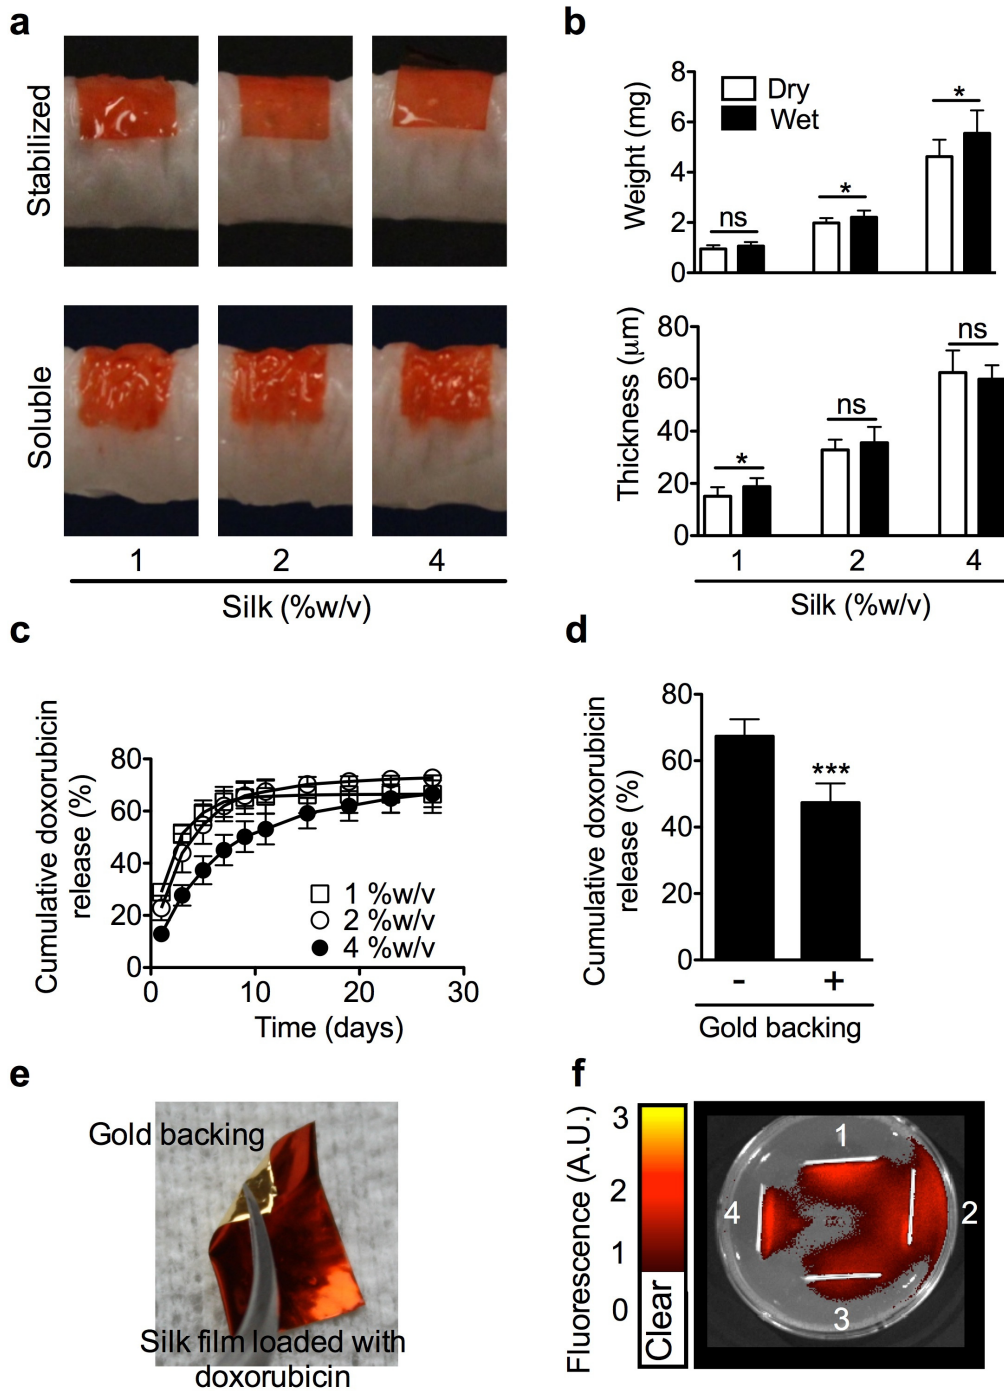 a
Stabilized
Soluble
1 2 4
Silk (%w/v)
b
Weight (mg)
8
6
4
2
0
Dry
Wet
ns
*
*
Thickness (μm)
80
60
40
20
0
*
ns
ns
1 2 4
Silk (%w/v)
c
Cumulative doxorubicin
release (%)
80
60
40
20
0
1 %w/v
2 %w/v
4 %w/v
0 10 20 30
Time (days)
d
Cumulative doxorubicin
release (%)
80
60
40
20
0
***
- +
Gold backing
e
Gold backing
Silk film loaded with
doxorubicin
f
Fluorescence (A.U.)
3
2
1
0
Clear
1
2
3
4